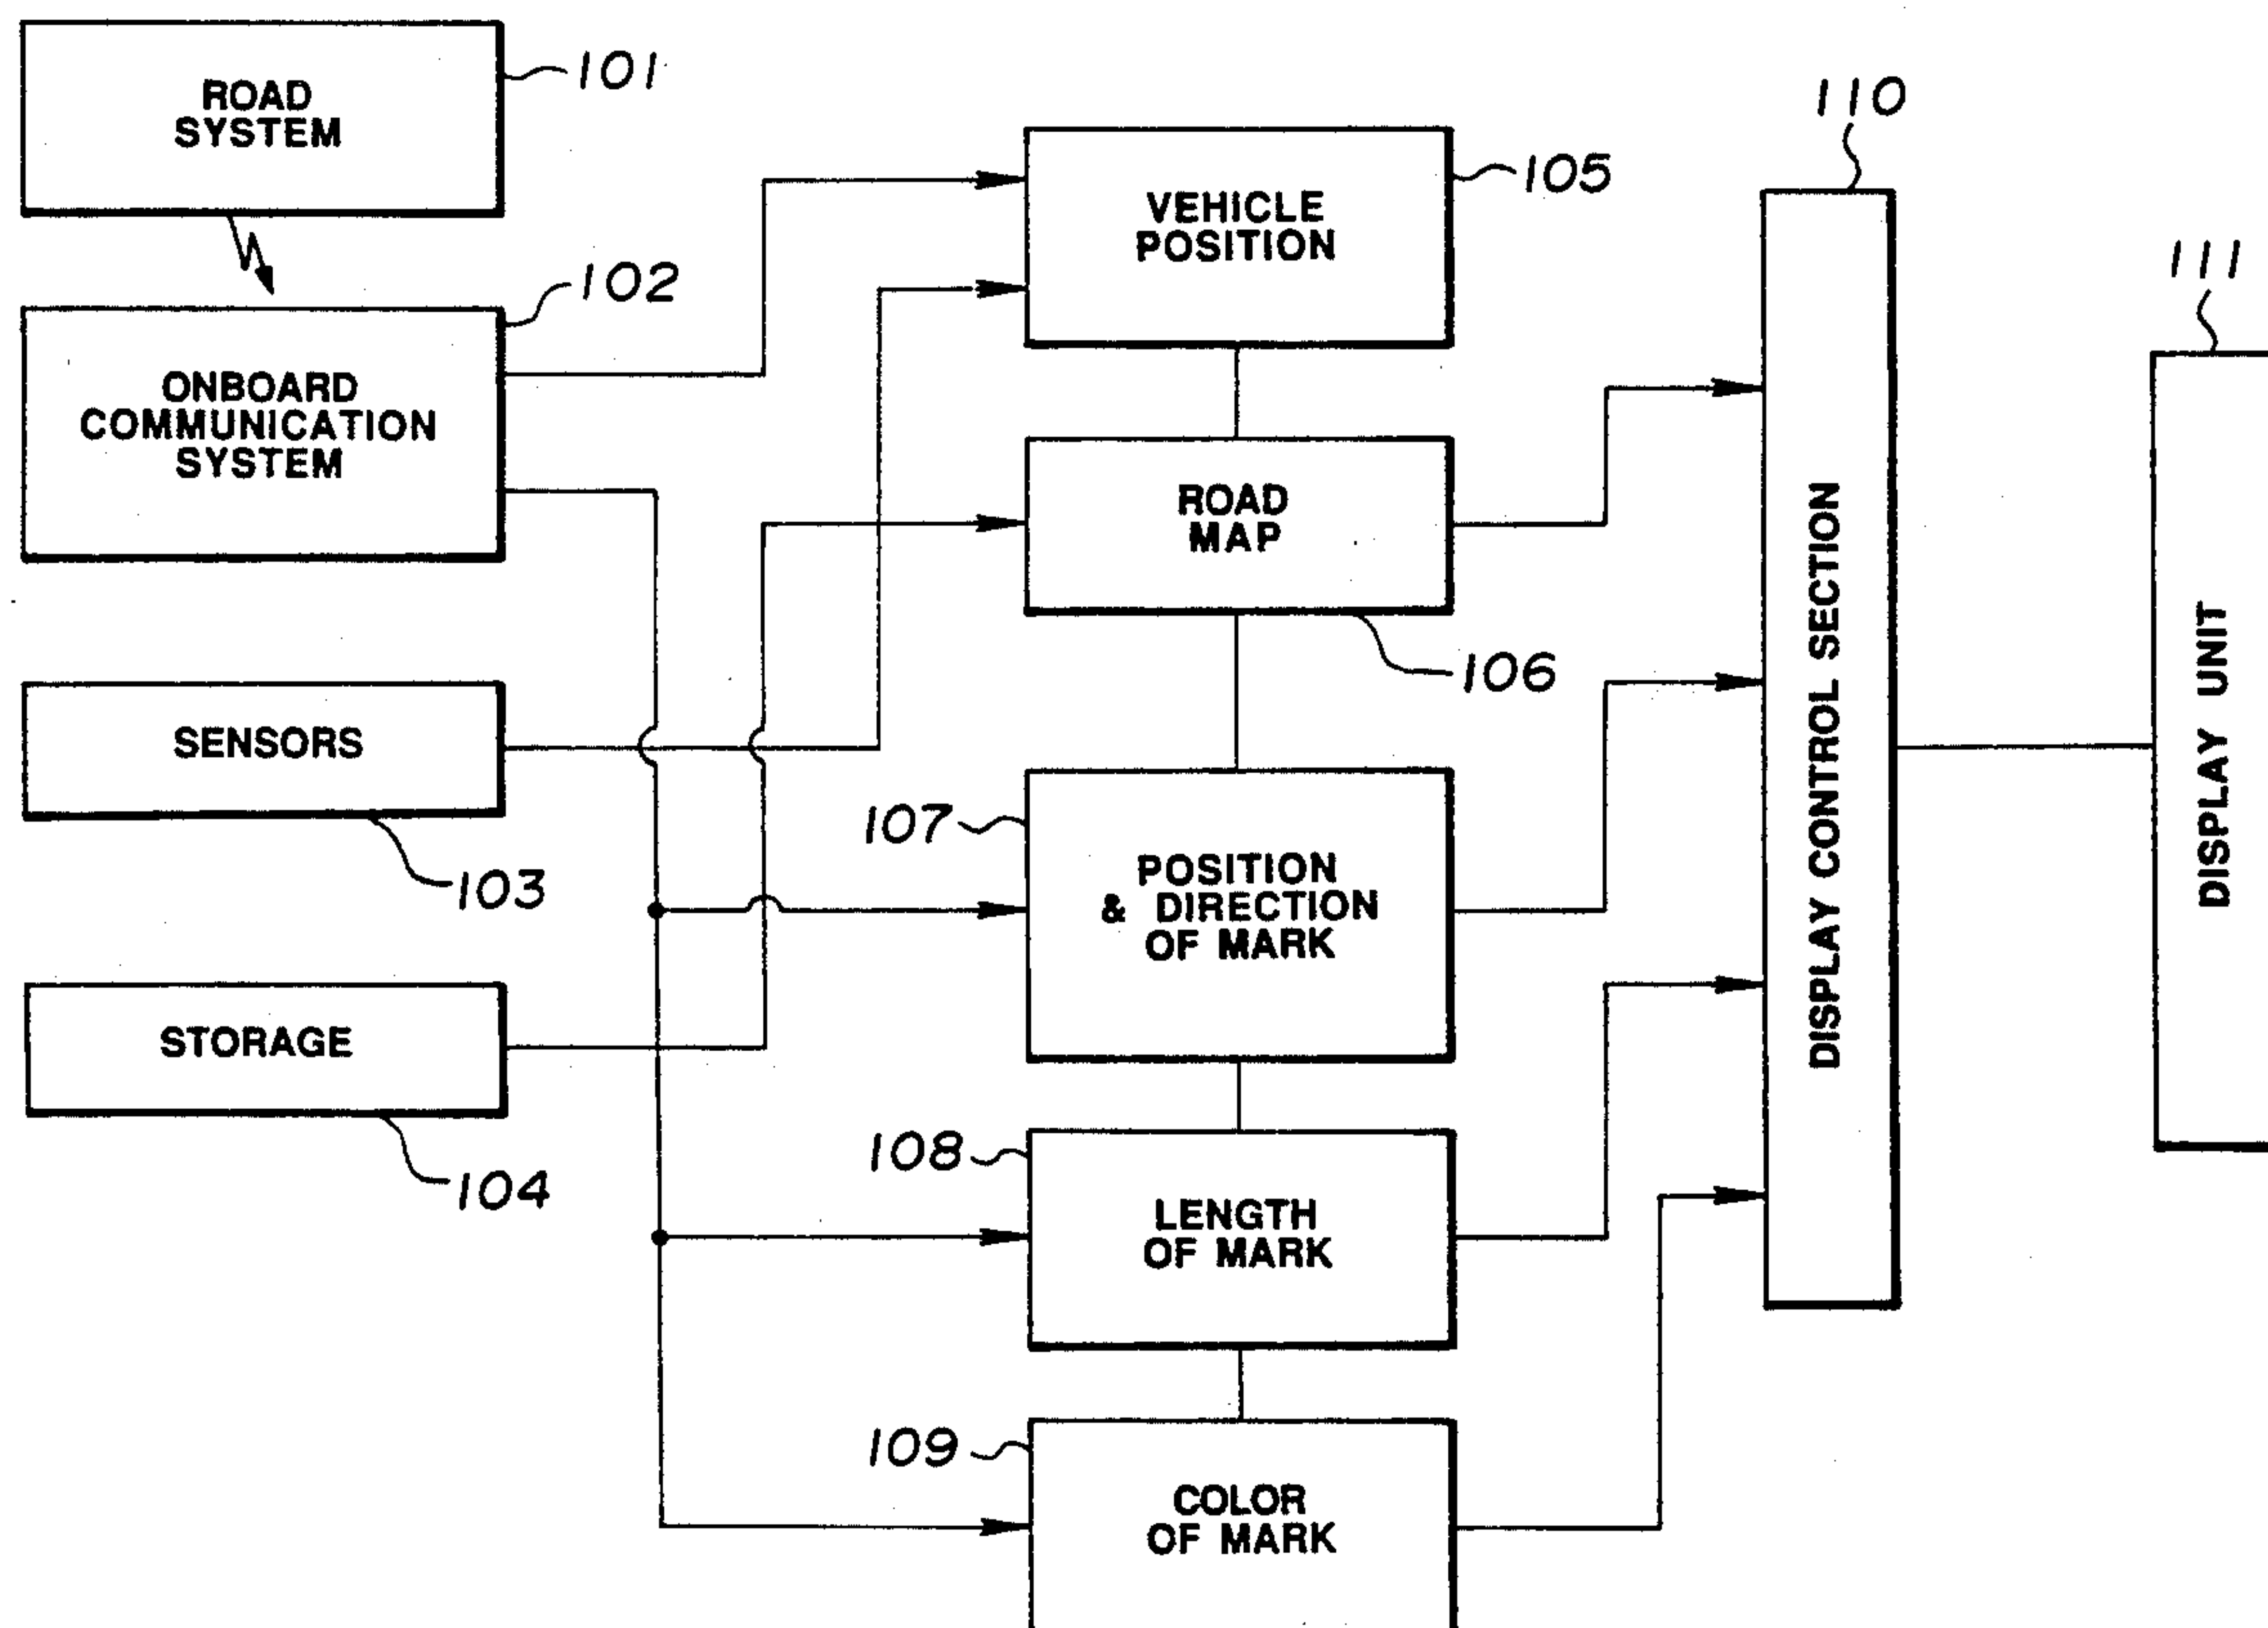 ROAD
SYSTEM
101
ONBOARD
COMMUNICATION
SYSTEM
102
SENSORS
103
STORAGE
104
VEHICLE
POSITION
105
ROAD
MAP
106
107
POSITION
& DIRECTION
OF MARK
108
LENGTH
OF MARK
109
COLOR
OF MARK
110
DISPLAY CONTROL SECTION
111
DISPLAY UNIT